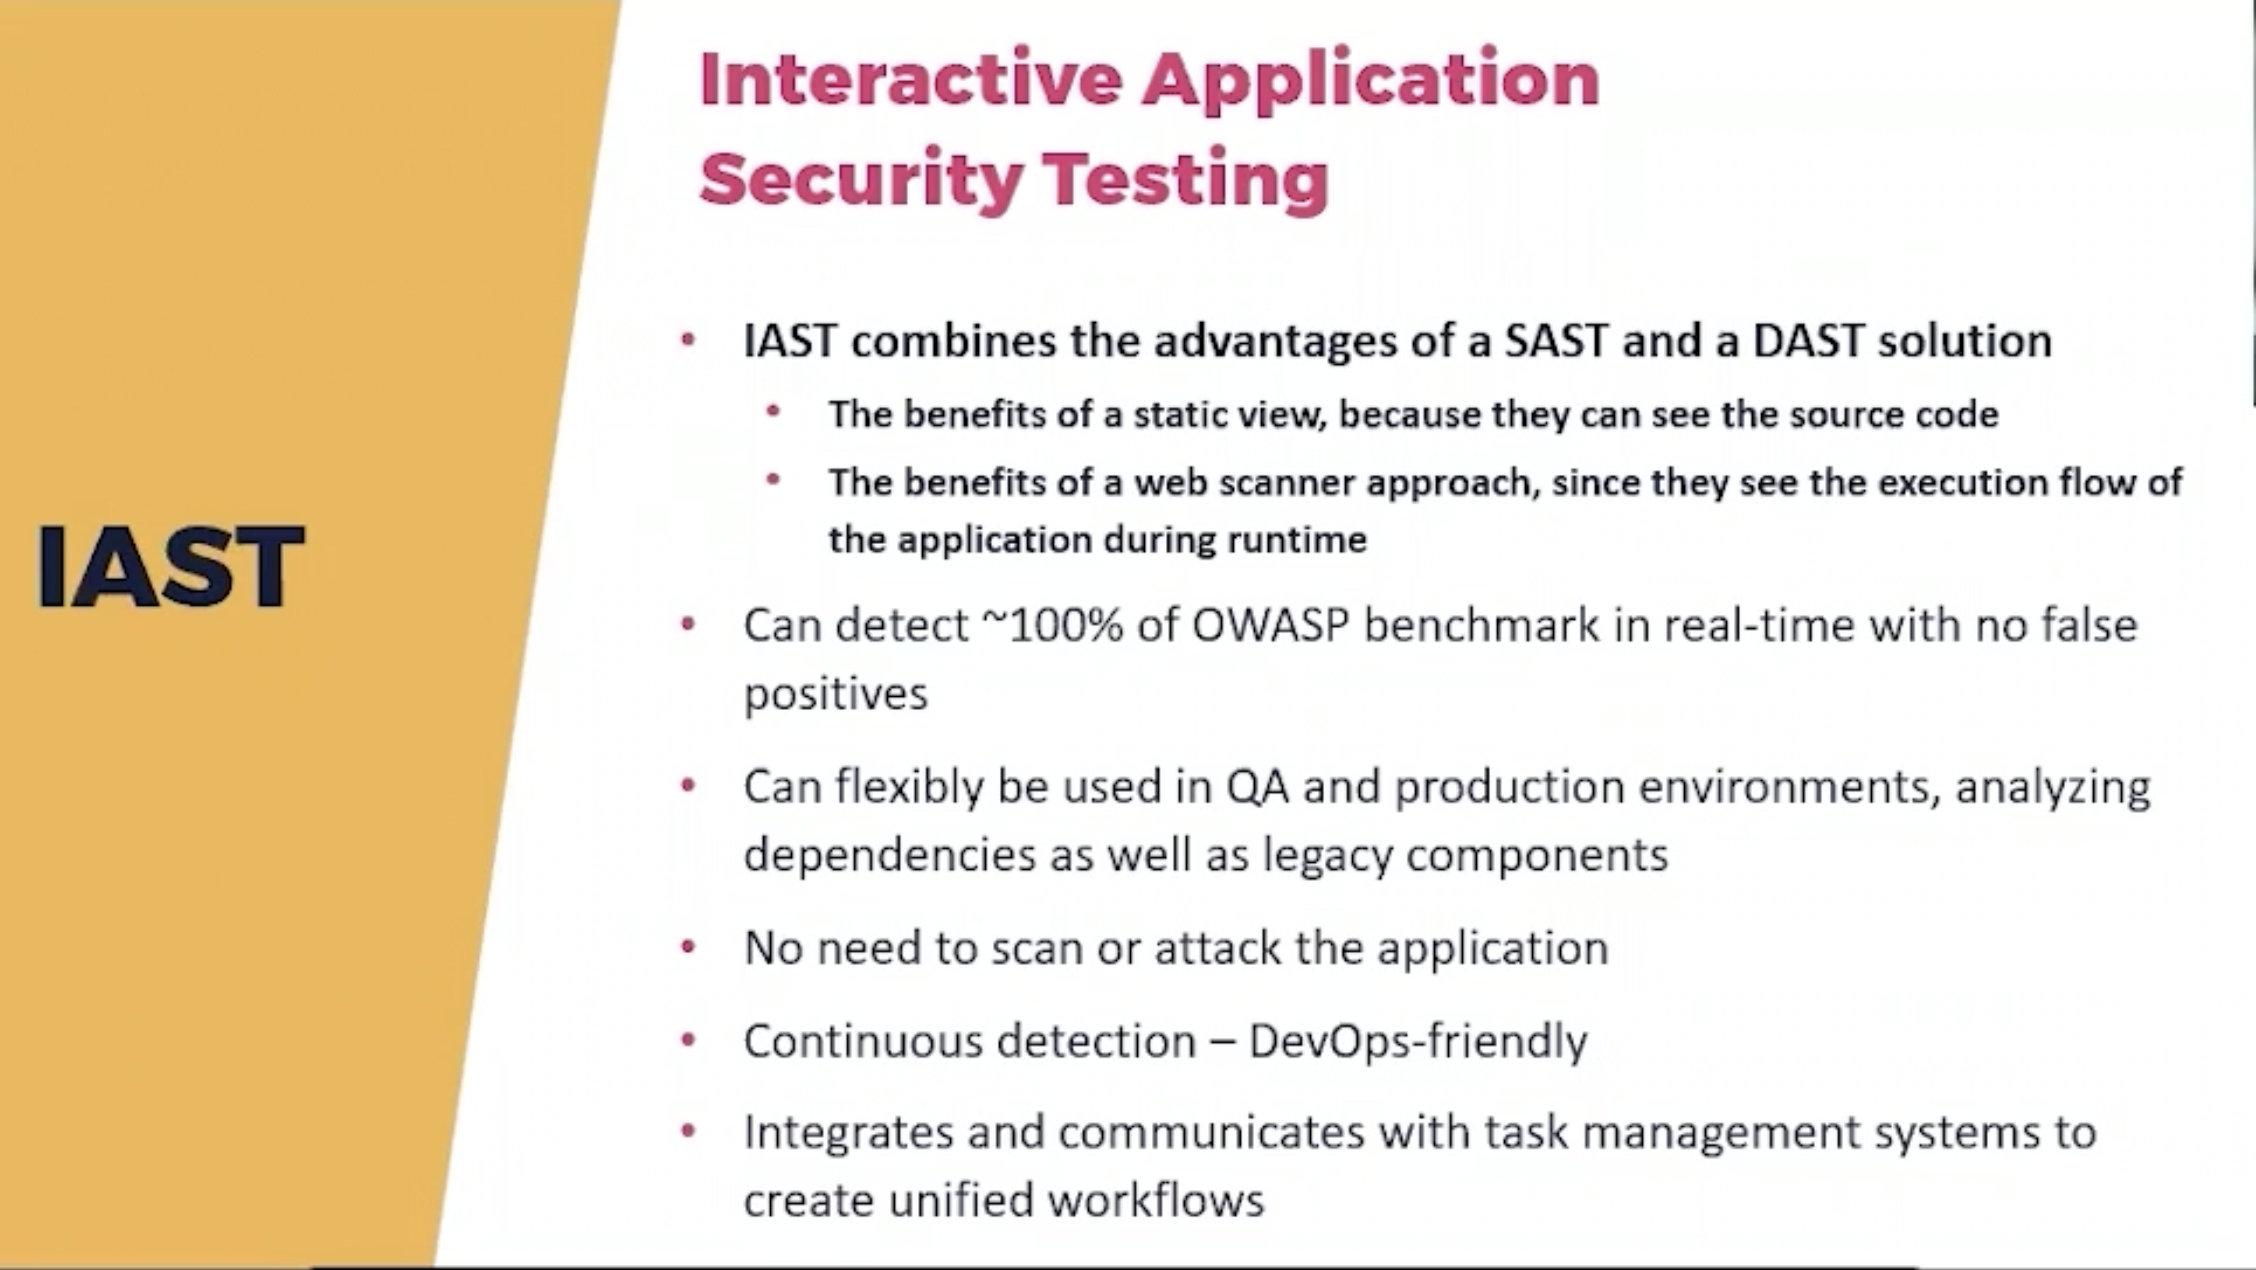 Interactive Application
Security Testing
IAST
• IAST combines the advantages of a SAST and a DAST solution
• The benefits of a static view, because they can see the source code
• The benefits of a web scanner approach, since they see the execution flow of
the application during runtime
• Can detect ~100% of OWASP benchmark in real-time with no false
positives
• Can flexibly be used in QA and production environments, analyzing
dependencies as well as legacy components
• No need to scan or attack the application
• Continuous detection – DevOps-friendly
• Integrates and communicates with task management systems to
create unified workflows